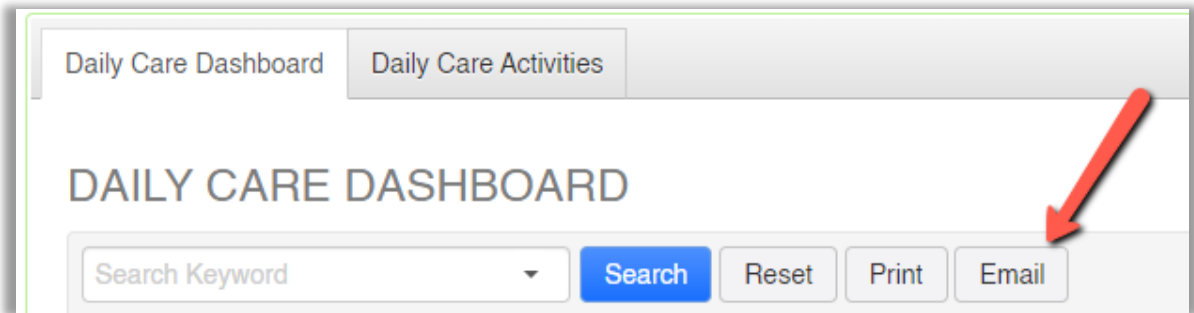 Daily Care Dashboard Daily Care Activities
DAILY CARE DASHBOARD
Search Keyword Search Reset Print Email